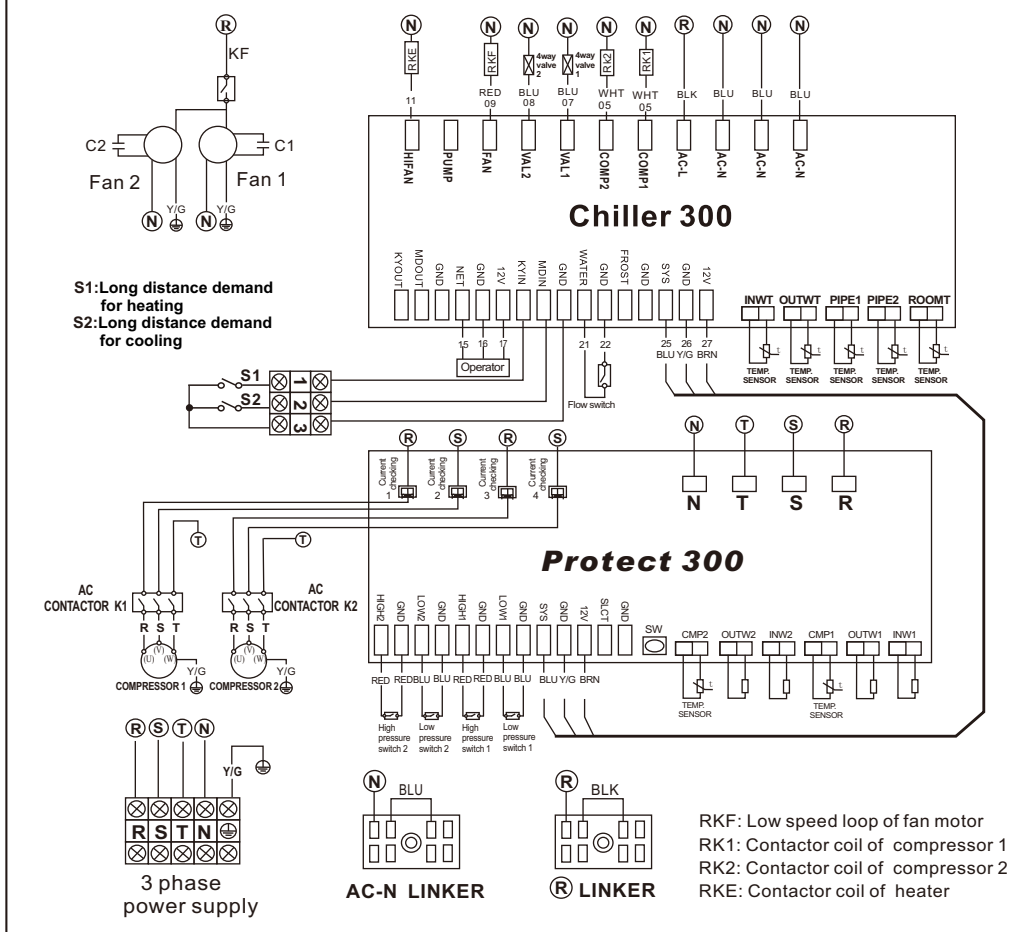 R
KF
C2
C1
Fan 2
Fan 1
Y/G
Y/G
N
N
S1:Long distance demand
for heating
S2:Long distance demand
for cooling
N
N
N
N
N
N
R
N
N
N
RKE
RKF
4way
valve
2
4way
valve
1
RK2
RK1
11
RED
09
BLU
08
BLU
07
WHT
05
WHT
05
BLK
BLU
BLU
BLU
HIFAN
PUMP
FAN
VAL2
VAL1
COMP2
COMP1
AC-L
AC-N
AC-N
AC-N
Chiller 300
KYOUT
MDOUT
GND
NET
GND
12V
KYIN
MDIN
GND
WATER
GND
FROST
GND
SYS
GND
12V
INWT OUTWT PIPE1 PIPE2 ROOMT
15
16
17
21
22
25
26
27
BLU Y/G BRN
Operator
Flow switch
t
t
t
t
t
TEMP.
SENSOR
TEMP.
SENSOR
TEMP.
SENSOR
TEMP.
SENSOR
TEMP.
SENSOR
S1
S2
1
2
3
R
S
R
S
Current
checking
1
Current
checking
2
Current
checking
3
Current
checking
4
N
T
S
R
N T S R
T
T
Protect 300
AC
CONTACTOR K1
AC
CONTACTOR K2
R S T
R S T
(U)
(V)
(W)
(U)
(V)
(W)
Y/G
Y/G
COMPRESSOR 1
COMPRESSOR 2
HIGH2
GND
LOW2
GND
HIGH1
GND
LOW1
GND
SYS
GND
12V
SLCT
GND
SW
CMP2 OUTW2 INW2 CMP1 OUTW1 INW1
RED RED BLU BLU RED RED BLU BLU BLU Y/G BRN
High
pressure
switch 2
Low
pressure
switch 2
High
pressure
switch 1
Low
pressure
switch 1
t
TEMP.
SENSOR
t
TEMP.
SENSOR
R S T N
Y/G
R S T N
3 phase
power supply
N
BLU
AC-N LINKER
R
BLK
R LINKER
RKF: Low speed loop of fan motor
RK1: Contactor coil of compressor 1
RK2: Contactor coil of compressor 2
RKE: Contactor coil of heater